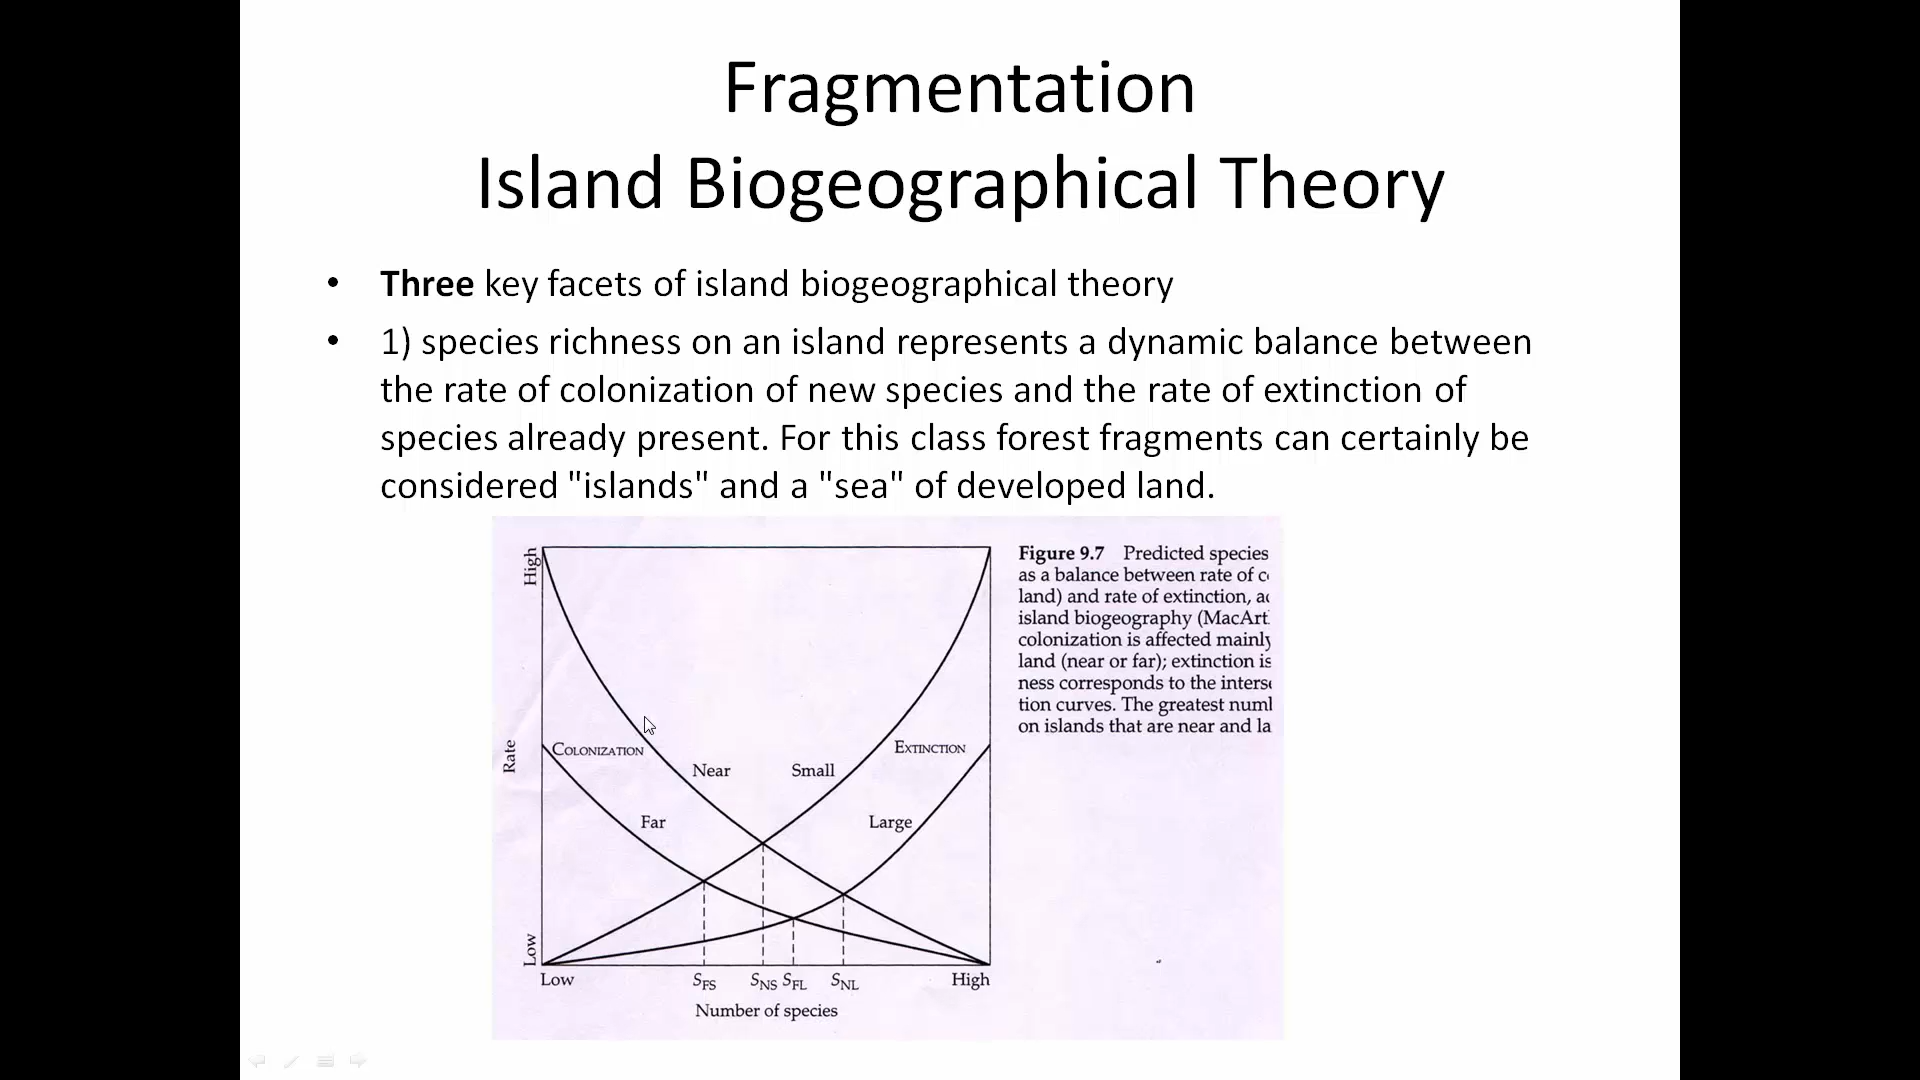 Fragmentation
Island Biogeographical Theory
• Three key facets of island biogeographical theory
• 1) species richness on an island represents a dynamic balance between
the rate of colonization of new species and the rate of extinction of
species already present. For this class forest fragments can certainly be
considered "islands" and a "sea" of developed land.
High
Rate
Low
COLONIZATION
Near
Far
Small
EXTINCTION
Large
Low
SFS
SNS
SFL
SNL
High
Number of species
Figure 9.7 Predicted species
as a balance between rate of
land) and rate of extinction,
island biogeography (MacArt
colonization is affected mainly
land (near or far); extinction is
ness corresponds to the inters
tion curves. The greatest num
on islands that are near and la